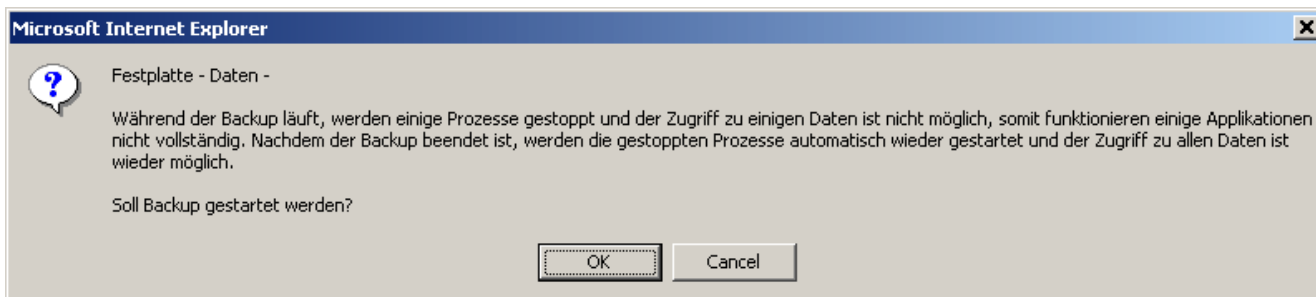 Microsoft Internet Explorer
Festplatte - Daten -
Während der Backup läuft, werden einige Prozesse gestoppt und der Zugriff zu einigen Daten ist nicht möglich, somit funktionieren einige Applikationen
nicht vollständig. Nachdem der Backup beendet ist, werden die gestoppten Prozesse automatisch wieder gestartet und der Zugriff zu allen Daten ist
wieder möglich.
Soll Backup gestartet werden?
OK Cancel